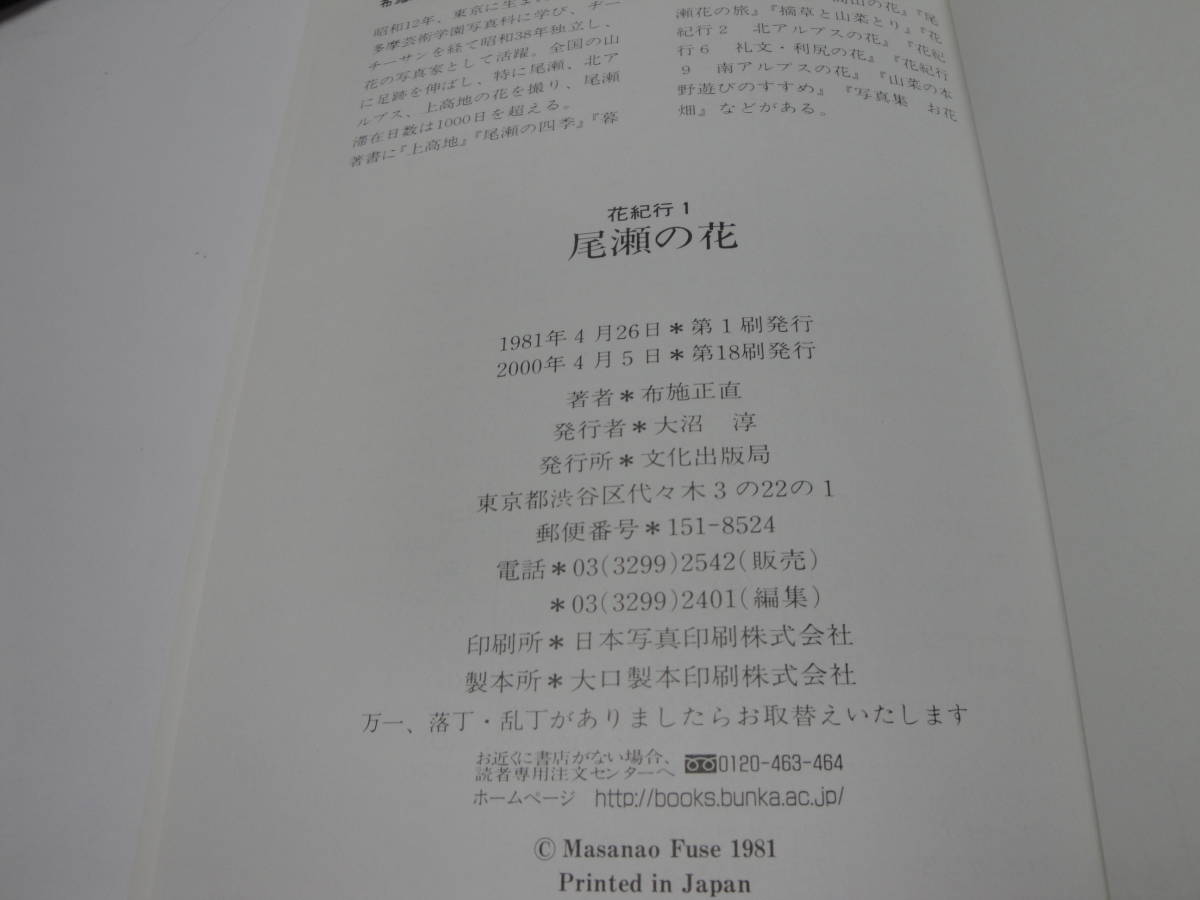 昭和12年、東京に生まれ
多摩芸術学園写真科に学び、チー
チーサンを経て昭和38年独立し、
花の写真家として活躍。全国の山
に足跡を伸ばし、特に尾瀬、北ア
ルプス、上高地の花を撮り、尾瀬
滞在日数は1000日を超える。
著書に『上高地』『尾瀬の四季』『暮
山の花』『尾
瀬花の旅』『摘草と山菜とり』『花
紀行2 北アルプスの花』『花紀
行6 礼文・利尻の花』『花紀行
9 南アルプスの花』『山菜の本
野遊びのすすめ』『写真集 お花
畑』などがある。
花紀行1
尾瀬の花
1981年4月26日*第1刷発行
2000年4月5日*第18刷発行
著者*布施正直
発行者*大沼 淳
発行所*文化出版局
東京都渋谷区代々木3の22の1
郵便番号*151-8524
電話*03(3299)2542(販売)
*03(3299)2401(編集)
印刷所*日本写真印刷株式会社
製本所*大口製本印刷株式会社
万一、落丁・乱丁がありましたらお取替えいたします
お近くに書店がない場合、
読者専用注文センターへ 0120-463-464
ホームページ http://books.bunka.ac.jp/
© Masanao Fuse 1981
Printed in Japan